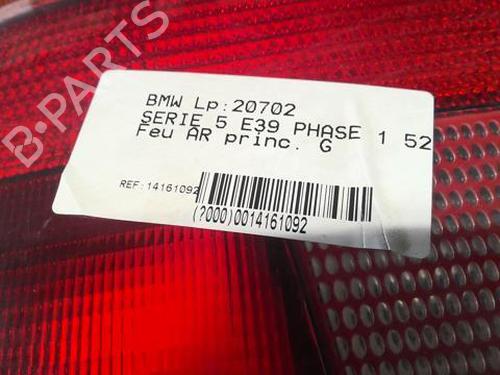 B-PARTS
BMW Lp:20702
SERIE 5 E39 PHASE 1 52
Feu AR princ. G
REF:14161092
(?000)0014161092